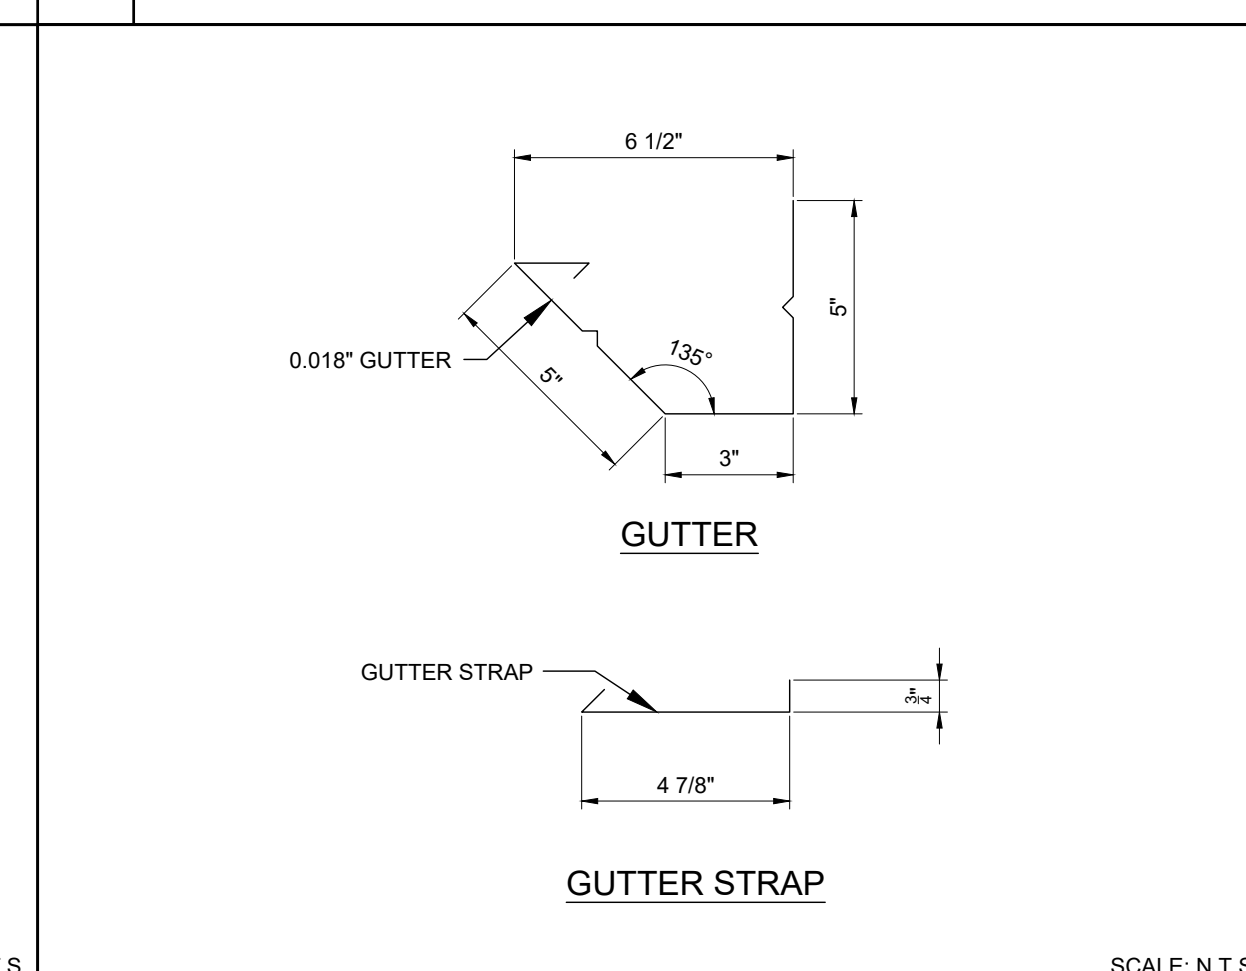 6 1/2"
5"
135°
0.018" GUTTER
5"
3"
GUTTER
GUTTER STRAP
3/4"
4 7/8"
GUTTER STRAP
S
SCALE: N.T.S